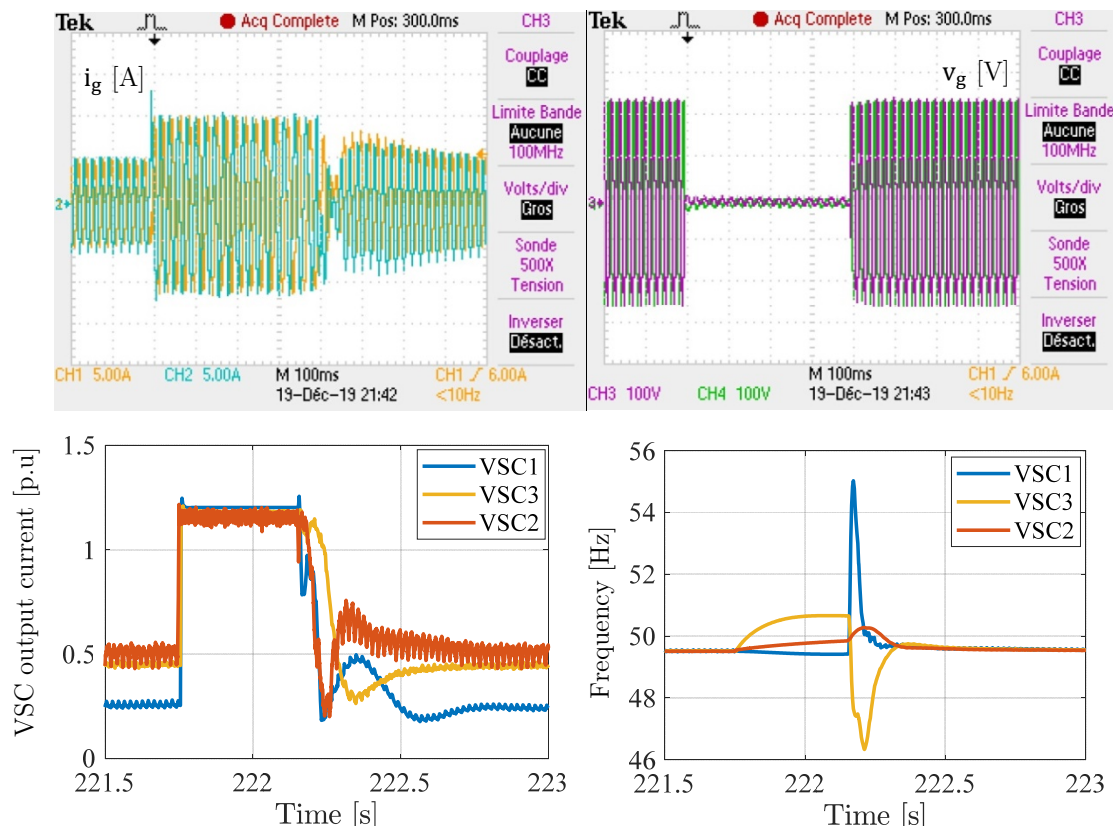 Tek Acq Complete M Pos: 300.0ms CH3
i_g [A]
Couplage
CC
Limite Bande
Aucune
100MHz
Volts/div
Gros
2
Sonde
500X
Tension
Inverser
Désact.
CH1 5.00A CH2 5.00A M 100ms CH1 6.00A
19-Déc-19 21:42 <10Hz
Tek Acq Complete M Pos: 300.0ms CH3
v_g [V]
Couplage
CC
Limite Bande
Aucune
100MHz
Volts/div
Gros
3
Sonde
500X
Tension
Inverser
Désact.
CH3 100V CH4 100V M 100ms CH1 6.00A
19-Déc-19 21:43 <10Hz
VSC output current [p.u]
1.5
1
0.5
0
VSC1
VSC3
VSC2
221.5 222 222.5 223
Time [s]
Frequency [Hz]
56
54
52
50
48
46
VSC1
VSC3
VSC2
221.5 222 222.5 223
Time [s]